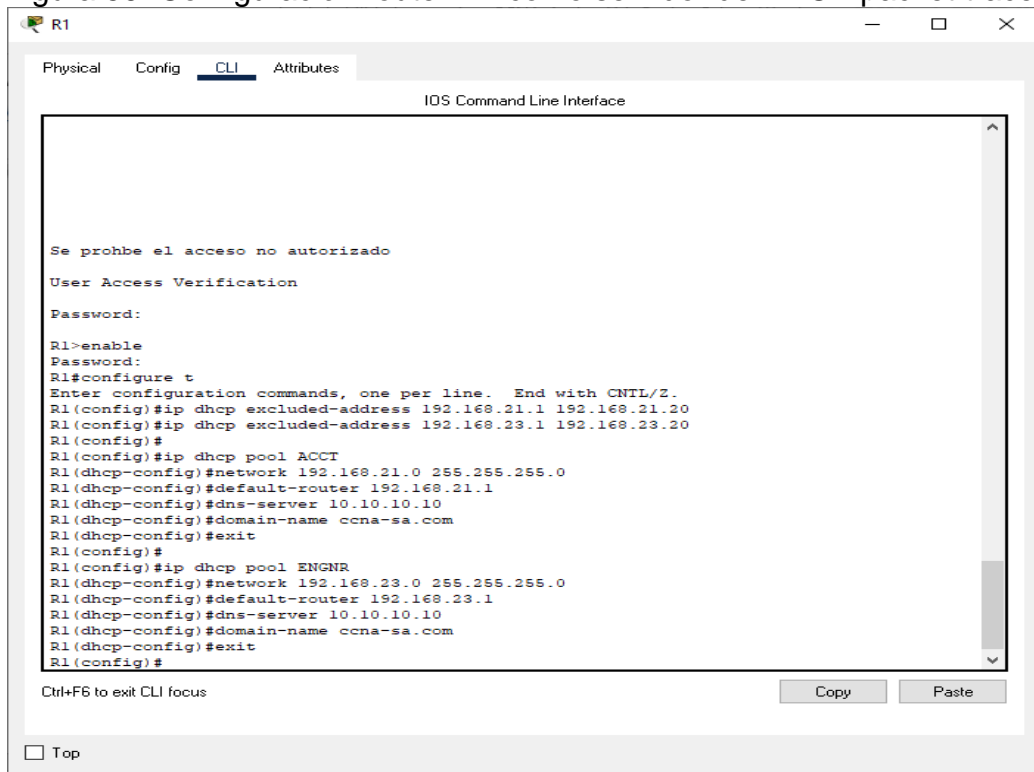 R1
Physical Config CLI Attributes
IOS Command Line Interface
Se prohbe el acceso no autorizado
User Access Verification
Password:
R1>enable
Password:
R1#configure t
Enter configuration commands, one per line. End with CNTL/Z.
R1(config)#ip dhcp excluded-address 192.168.21.1 192.168.21.20
R1(config)#ip dhcp excluded-address 192.168.23.1 192.168.23.20
R1(config)#
R1(config)#ip dhcp pool ACCT
R1(dhcp-config)#network 192.168.21.0 255.255.255.0
R1(dhcp-config)#default-router 192.168.21.1
R1(dhcp-config)#dns-server 10.10.10.10
R1(dhcp-config)#domain-name ccna-sa.com
R1(dhcp-config)#exit
R1(config)#
R1(config)#ip dhcp pool ENGNR
R1(dhcp-config)#network 192.168.23.0 255.255.255.0
R1(dhcp-config)#default-router 192.168.23.1
R1(dhcp-config)#dns-server 10.10.10.10
R1(dhcp-config)#domain-name ccna-sa.com
R1(dhcp-config)#exit
R1(config)#
Ctrl+F6 to exit CLI focus
Copy Paste
Top